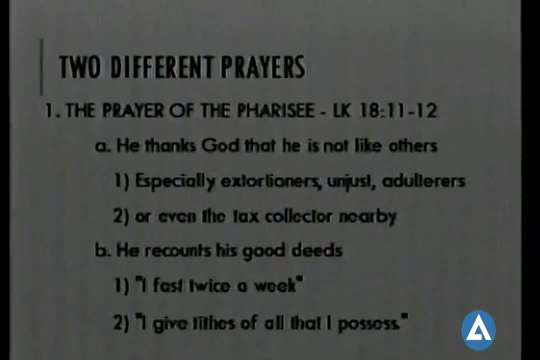 TWO DIFFERENT PRAYERS
1. THE PRAYER OF THE PHARISEE - LK 18:11-12
a. He thanks God that he is not like others
1) Especially extortioners, unjust, adulterers
2) or even the tax collector nearby
b. He recounts his good deeds
1) "I fast twice a week"
2) "I give tithes of all that I possess."